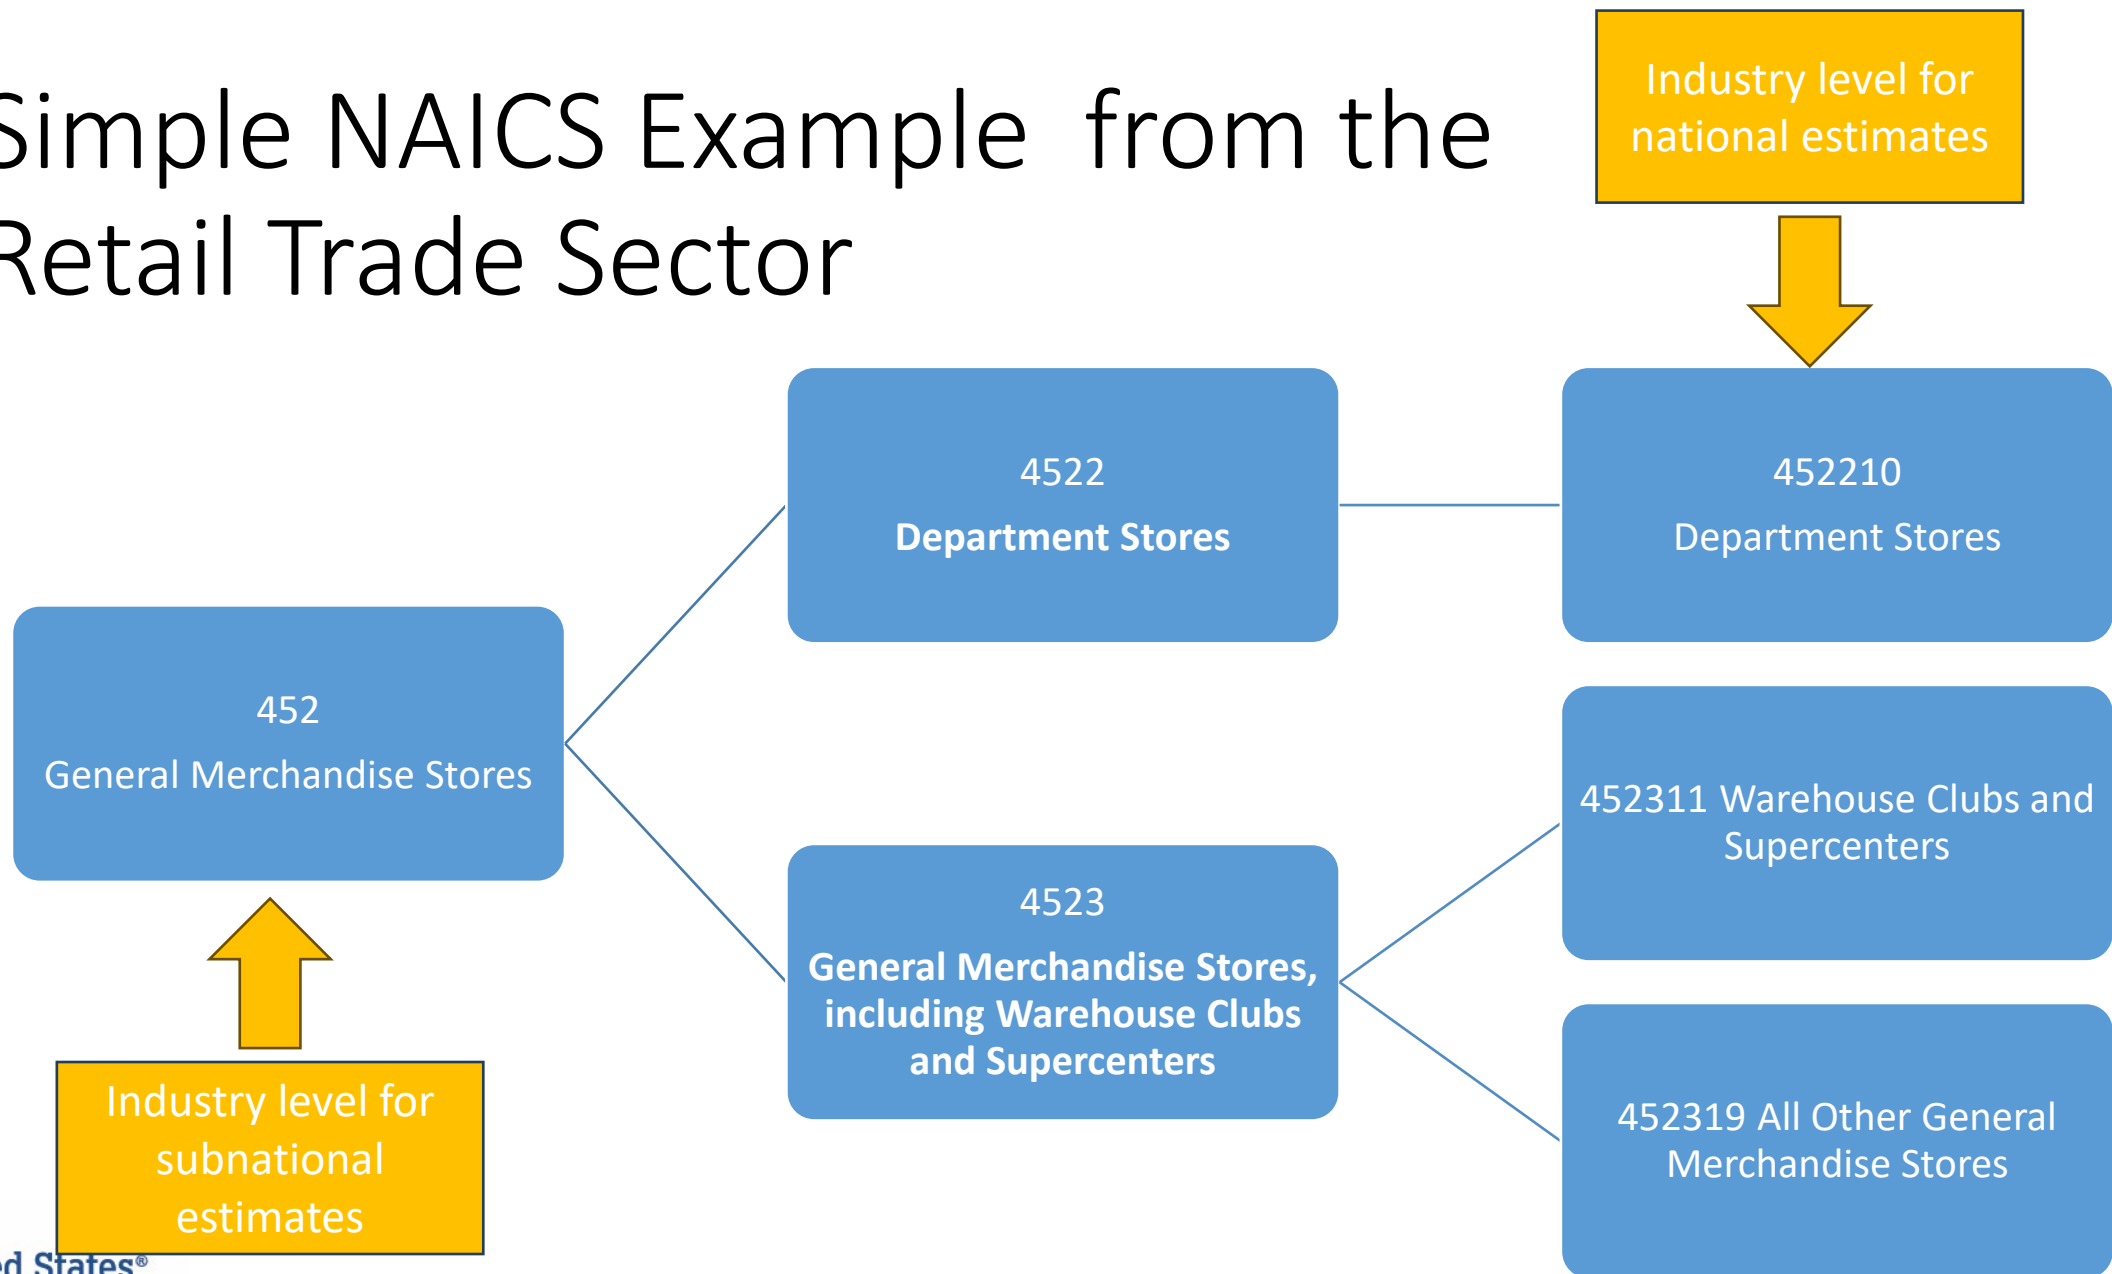 Simple NAICS Example from the
Retail Trade Sector
Industry level for
national estimates
4522
Department Stores
452210
Department Stores
452
General Merchandise Stores
452311 Warehouse Clubs and
Supercenters
4523
General Merchandise Stores,
including Warehouse Clubs
and Supercenters
452319 All Other General
Merchandise Stores
Industry level for
subnational
estimates
States®